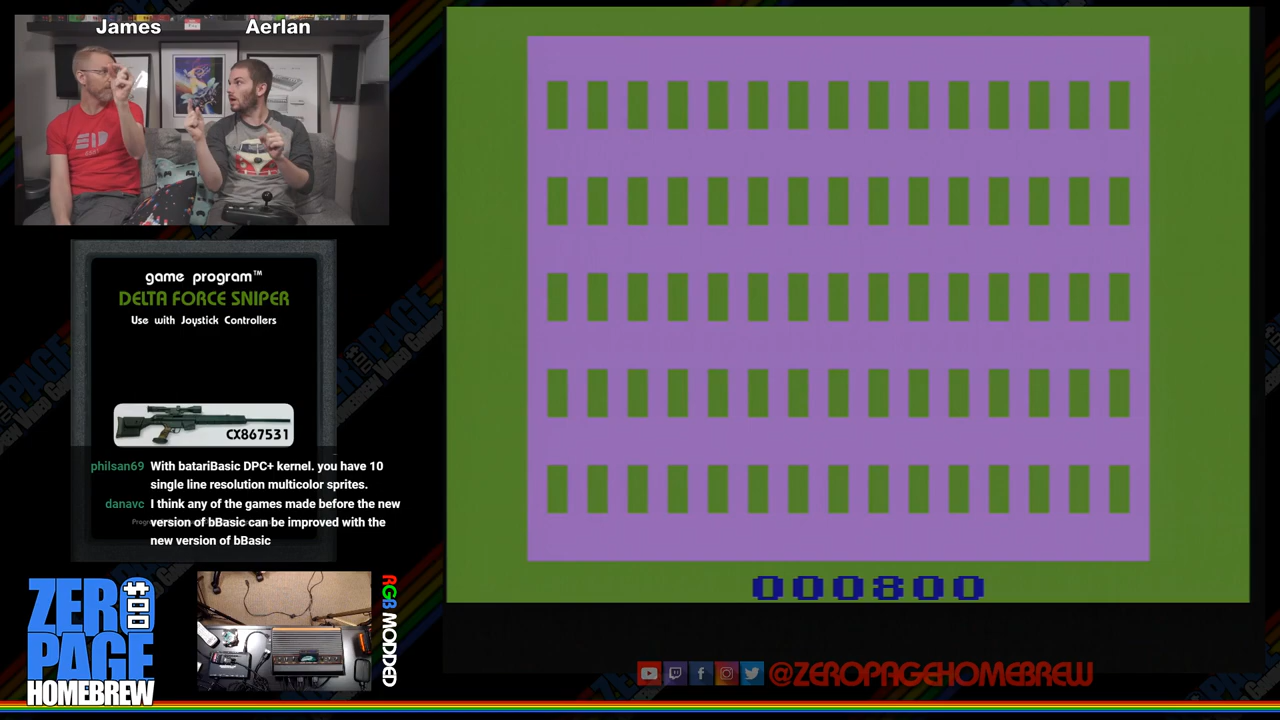 James
Aerlan
game program™
DELTA FORCE SNIPER
Use with Joystick Controllers
CX867531
philsan69 With batariBasic DPC+ kernel. you have 10
single line resolution multicolor sprites.
danavc I think any of the games made before the new
version of bBasic can be improved with the
new version of bBasic
ZERO
PAGE
HOMEBREW
RGB MODDED
000800
@ZEROPAGEHOMEBREW